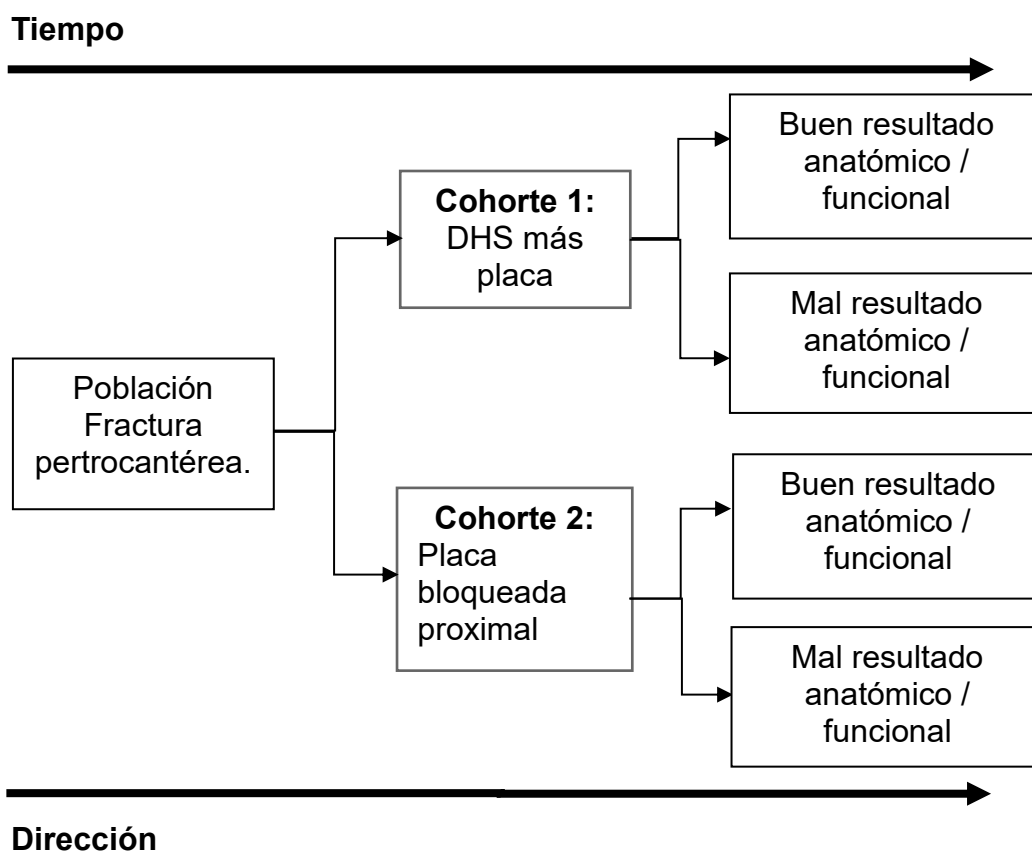 Tiempo
Buen resultado
anatómico /
funcional
Cohorte 1:
DHS más
placa
Mal resultado
anatómico /
funcional
Población
Fractura
pertrocantérea.
Buen resultado
anatómico /
funcional
Cohorte 2:
Placa
bloqueada
proximal
Mal resultado
anatómico /
funcional
Dirección